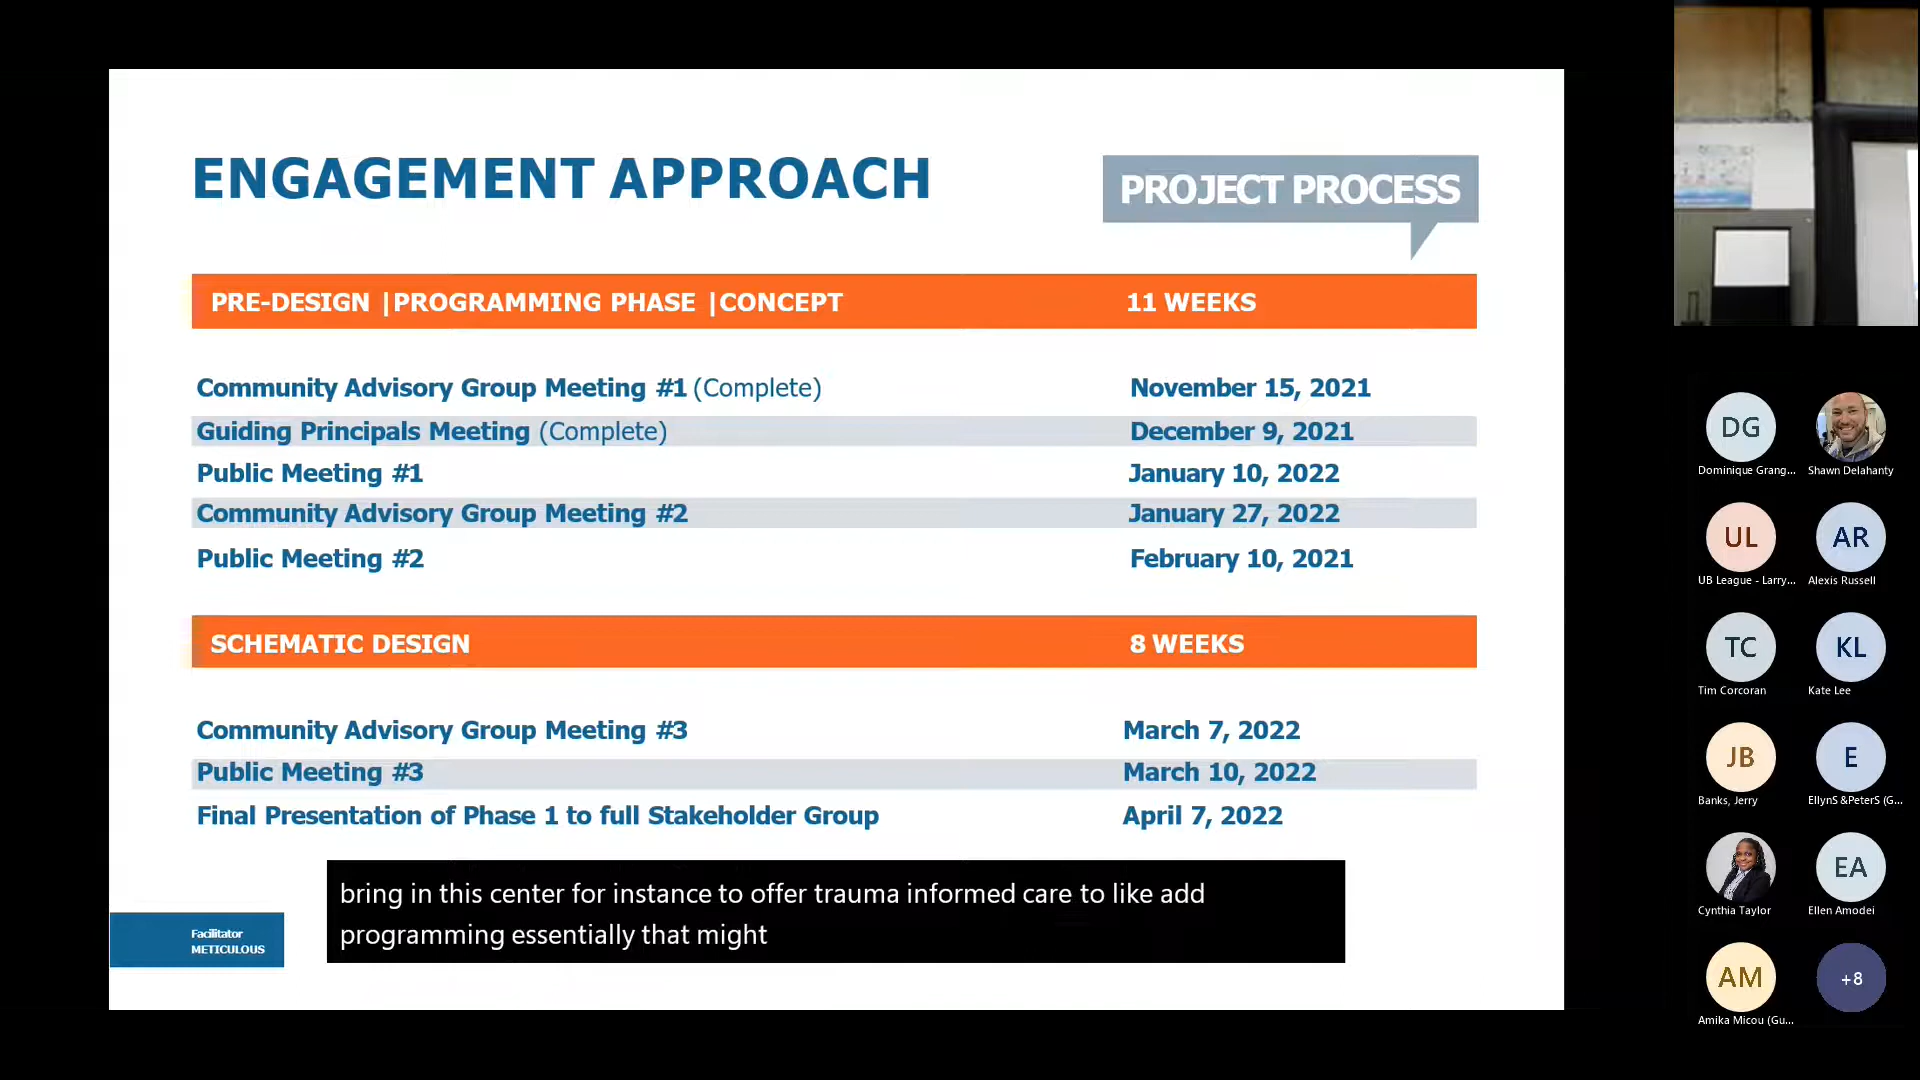 ENGAGEMENT APPROACH
PROJECT PROCESS
PRE-DESIGN |PROGRAMMING PHASE |CONCEPT 11 WEEKS
Community Advisory Group Meeting #1 (Complete) November 15, 2021
Guiding Principals Meeting (Complete) December 9, 2021
Public Meeting #1 January 10, 2022
Community Advisory Group Meeting #2 January 27, 2022
Public Meeting #2 February 10, 2021
SCHEMATIC DESIGN 8 WEEKS
Community Advisory Group Meeting #3 March 7, 2022
Public Meeting #3 March 10, 2022
Final Presentation of Phase 1 to full Stakeholder Group April 7, 2022
bring in this center for instance to offer trauma informed care to like add
programming essentially that might
Facilitator
METICULOUS
DG
Dominique Grang... Shawn Delahanty
UL AR
UB League - Larry... Alexis Russell
TC KL
Tim Corcoran Kate Lee
JB E
Banks, Jerry EllynS &PeterS (G...
EA
Cynthia Taylor Ellen Amodei
AM +8
Amika Micou (Gu...